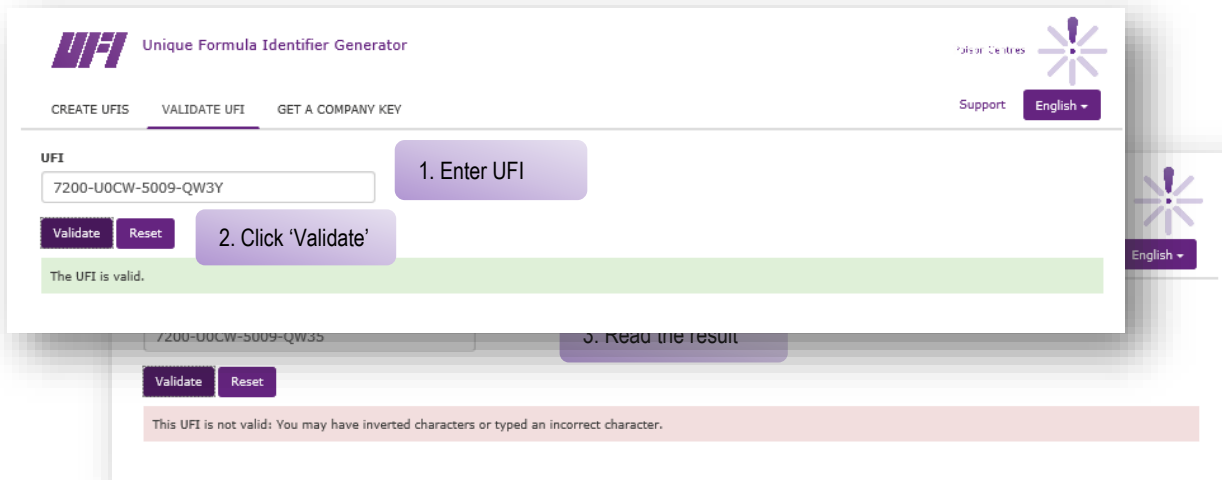 UFI Unique Formula Identifier Generator
Poison Centres
CREATE UFIS VALIDATE UFI GET A COMPANY KEY
Support English
UFI
7200-U0CW-5009-QW3Y
1. Enter UFI
Validate Reset
2. Click ‘Validate’
The UFI is valid.
English
7200-U0CW-5009-QW35
3. Read the result
Validate Reset
This UFI is not valid: You may have inverted characters or typed an incorrect character.